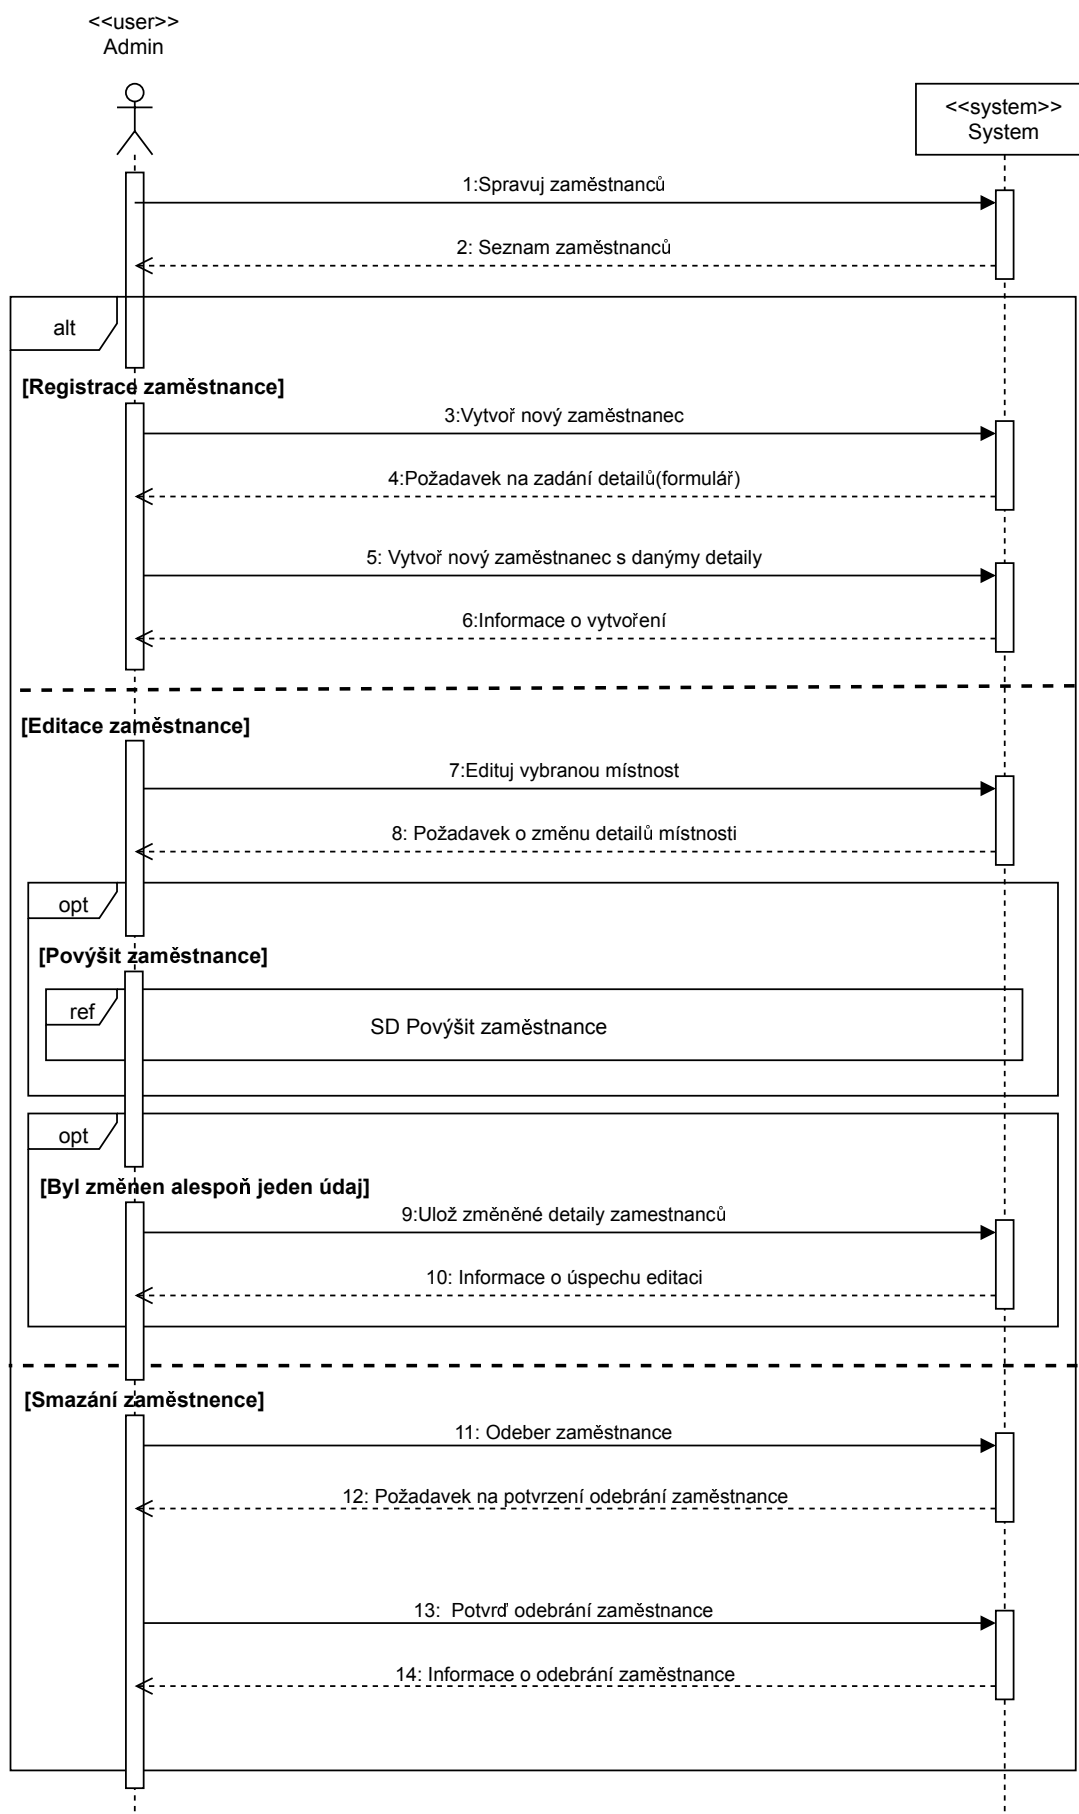 <<user>>
Admin
<<system>>
System
1:Spravuj zaměstnanců
2: Seznam zaměstnanců
alt
[Registrace zaměstnance]
3:Vytvoř nový zaměstnanec
4:Požadavek na zadání detailů(formulář)
5: Vytvoř nový zaměstnanec s danýmy detaily
6:Informace o vytvoření
[Editace zaměstnance]
7:Edituj vybranou místnost
8: Požadavek o změnu detailů místnosti
opt
[Povýšit zaměstnance]
ref
SD Povýšit zaměstnance
opt
[Byl změnen alespoň jeden údaj]
9:Ulož změněné detaily zamestnanců
10: Informace o úspechu editaci
[Smazání zaměstnence]
11: Odeber zaměstnance
12: Požadavek na potvrzení odebrání zaměstnance
13:  Potvrď odebrání zaměstnance
14: Informace o odebrání zaměstnance